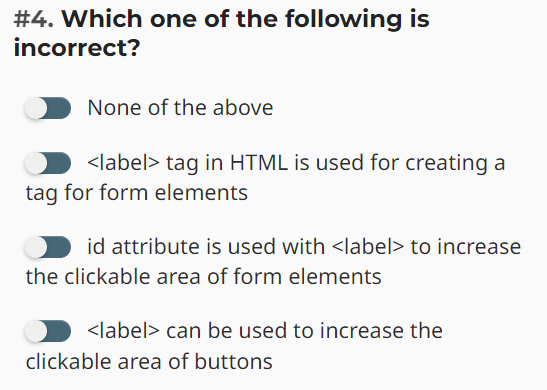 #4. Which one of the following is
incorrect?
None of the above
<label> tag in HTML is used for creating a
tag for form elements
id attribute is used with <label> to increase
the clickable area of form elements
<label> can be used to increase the
clickable area of buttons